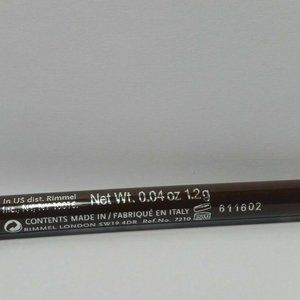 In US dist. Rimmel
Inc., NY, NY 10016.
Net Wt. 0.04 oz 1.2g
CONTENTS MADE IN / FABRIQUÉ EN ITALY
RIMMEL LONDON SW19 4DR Ref.No. 7210
611602